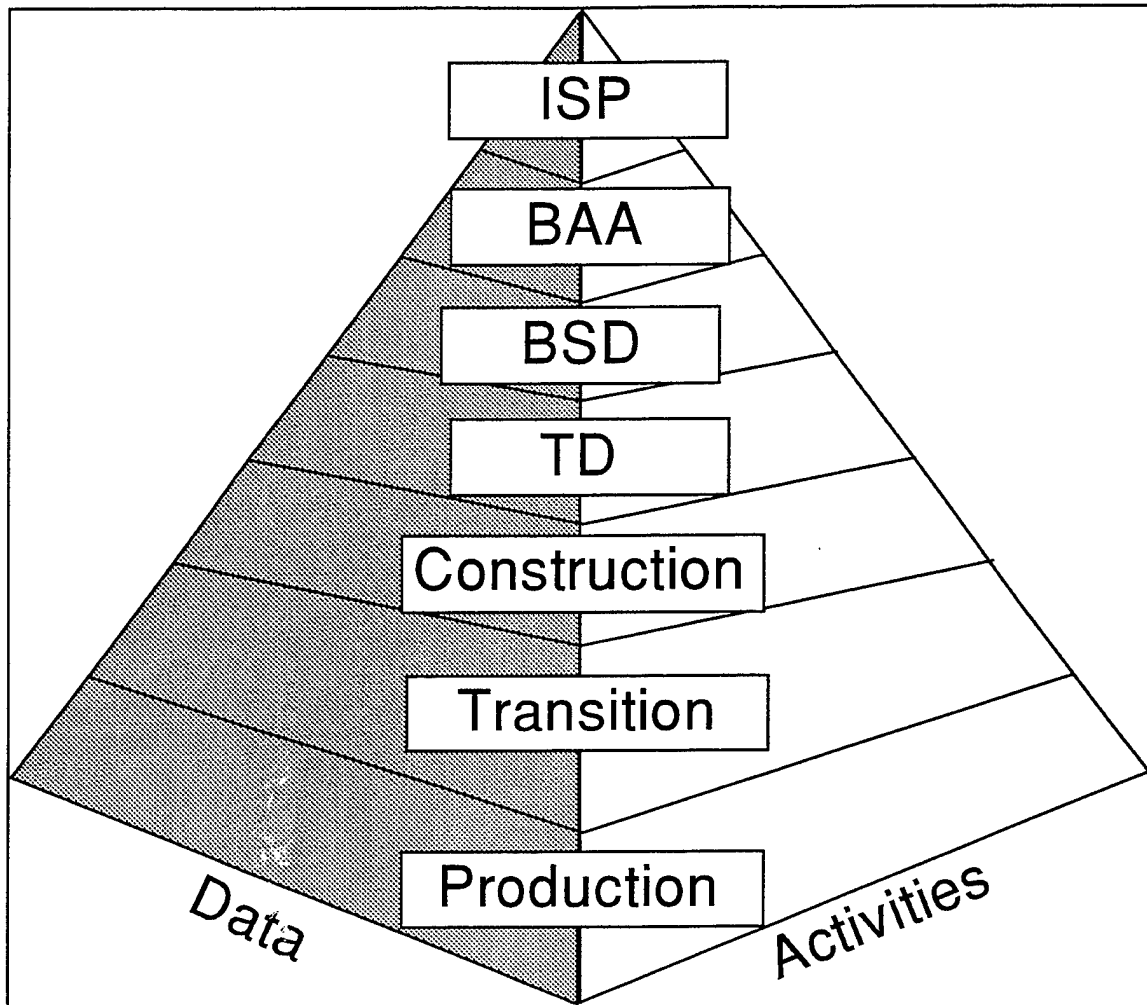 ISP
BAA
BSD
TD
Construction
Transition
Production
Data
Activities